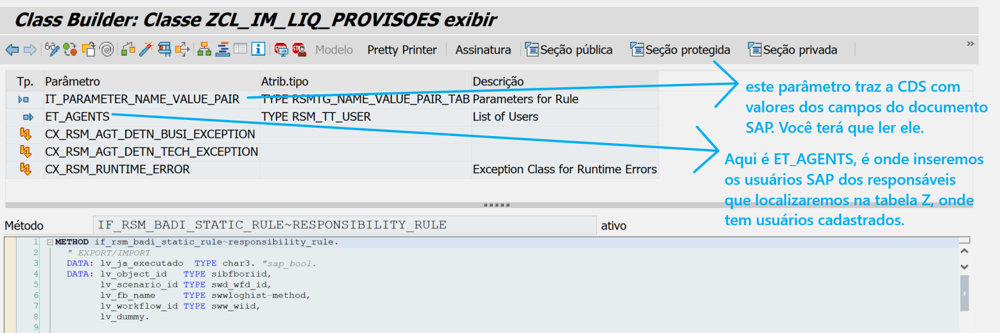 Class Builder: Classe ZCL_IM_LIQ_PROVISOES exibir
Modelo Pretty Printer Assinatura Seção pública Seção protegida Seção privada »
Tp. Parâmetro Atrib.tipo Descrição
IT_PARAMETER_NAME_VALUE_PAIR TYPE RSMTG_NAME_VALUE_PAIR_TAB Parameters for Rule
ET_AGENTS TYPE RSM_TT_USER List of Users
CX_RSM_AGT_DETN_BUSI_EXCEPTION
CX_RSM_AGT_DETN_TECH_EXCEPTION
CX_RSM_RUNTIME_ERROR Exception Class for Runtime Errors
este parâmetro traz a CDS com
valores dos campos do documento
SAP. Você terá que ler ele.
Aqui é ET_AGENTS, é onde inseremos
os usuários SAP dos responsáveis
que localizaremos na tabela Z, onde
tem usuários cadastrados.
Método IF_RSM_BADI_STATIC_RULE~RESPONSIBILITY_RULE ativo
1 METHOD if_rsm_badi_static_rule~responsibility_rule.
2 " EXPORT/IMPORT
3 DATA: lv_ja_executado TYPE char3. "sap_bool.
4 DATA: lv_object_id TYPE sibfboriid,
5 lv_scenario_id TYPE swd_wfd_id,
6 lv_fb_name TYPE swwloghist-method,
7 lv_workflow_id TYPE sww_wiid,
8 lv_dummy.
9